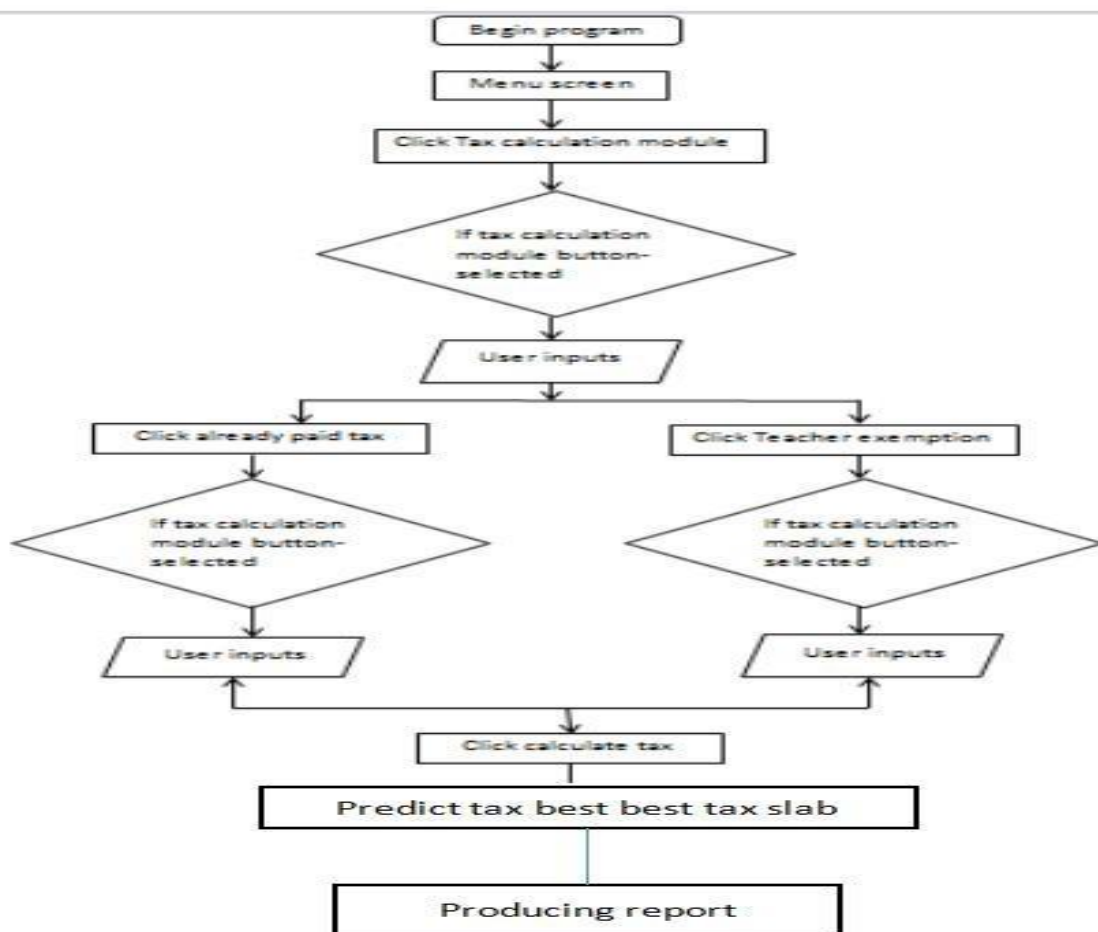 Begin program
Menu screen
Click Tax calculation module
If tax calculation
module button-
selected
User inputs
Click already paid tax
Click Teacher exemption
If tax calculation
module button-
selected
If tax calculation
module button-
selected
User inputs
User inputs
Click calculate tax
Predict tax best best tax slab
Producing report